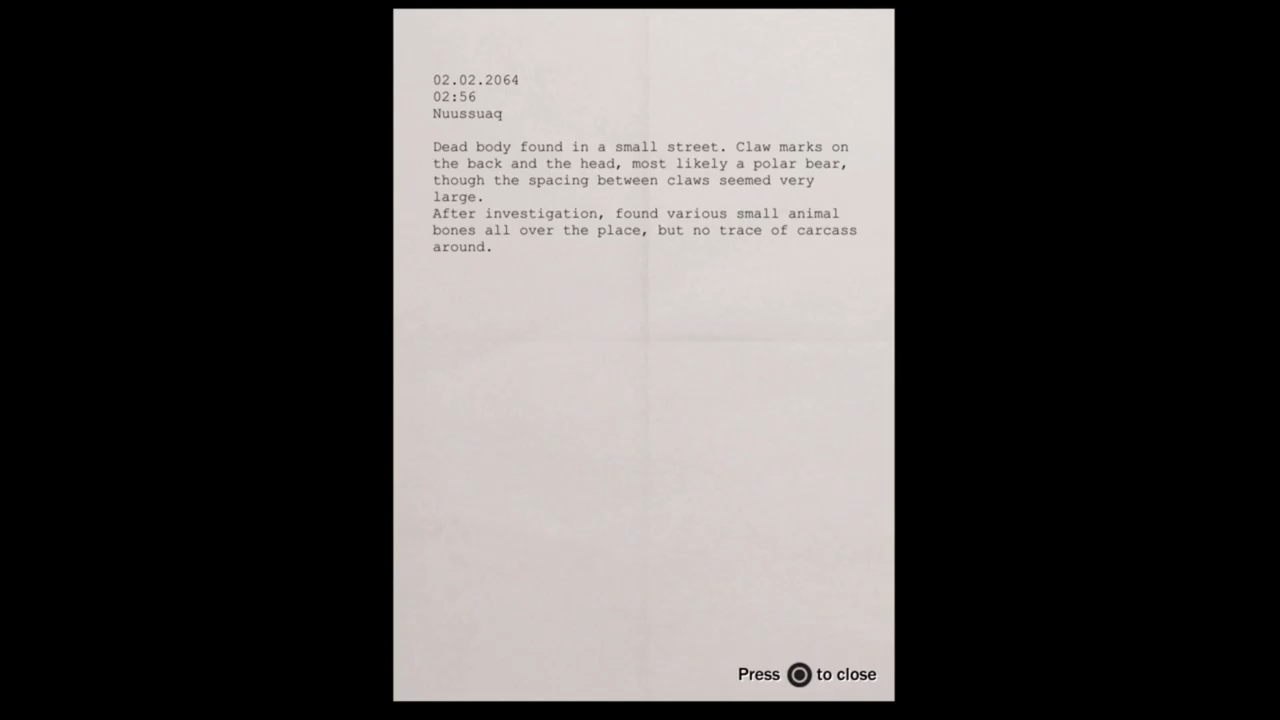 02.02.2064
02:56
Nuussuaq
Dead body found in a small street. Claw marks on
the back and the head, most likely a polar bear,
though the spacing between claws seemed very
large.
After investigation, found various small animal
bones all over the place, but no trace of carcass
around.
Press to close